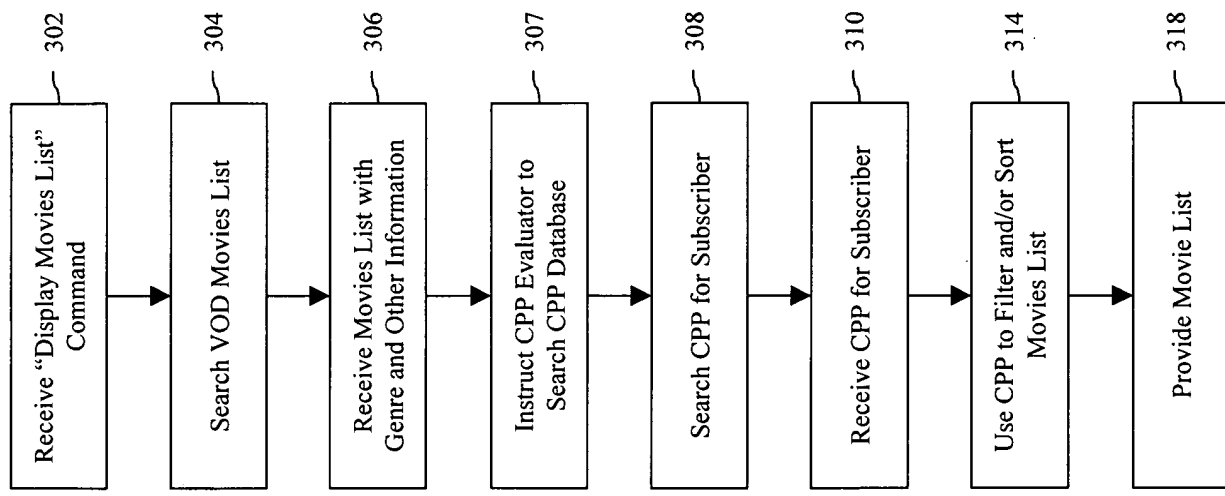 Receive “Display Movies List”
Command
302
Search VOD Movies List
304
Receive Movies List with
Genre and Other Information
306
Instruct CPP Evaluator to
Search CPP Database
307
Search CPP for Subscriber
308
Receive CPP for Subscriber
310
Use CPP to Filter and/or Sort
Movies List
314
Provide Movie List
318